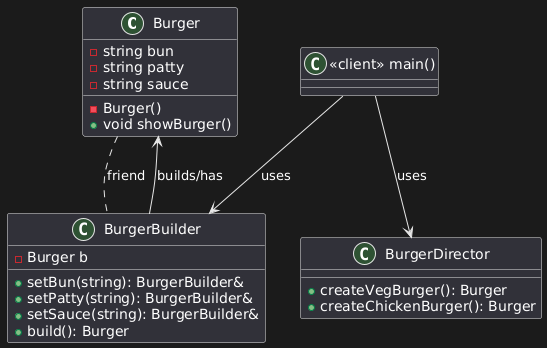 C Burger
string bun
string patty
string sauce
Burger()
void showBurger()
C «client» main()
friend
builds/has
uses
uses
C BurgerBuilder
Burger b
setBun(string): BurgerBuilder&
setPatty(string): BurgerBuilder&
setSauce(string): BurgerBuilder&
build(): Burger
C BurgerDirector
createVegBurger(): Burger
createChickenBurger(): Burger